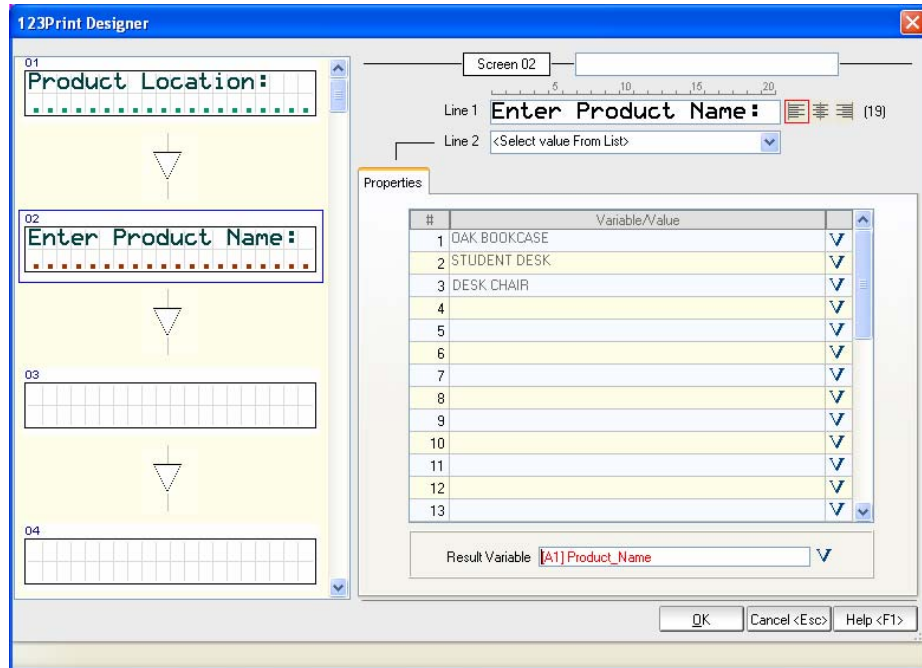 123Print Designer
01
Product Location:
02
Enter Product Name:
03
04
Screen 02
5 10 15 20
Line 1 Enter Product Name: (19)
Line 2 <Select value From List>
Properties
# Variable/Value
1 OAK BOOKCASE V
2 STUDENT DESK V
3 DESK CHAIR V
4 V
5 V
6 V
7 V
8 V
9 V
10 V
11 V
12 V
13 V
Result Variable [A1] Product_Name V
OK Cancel <Esc> Help <F1>